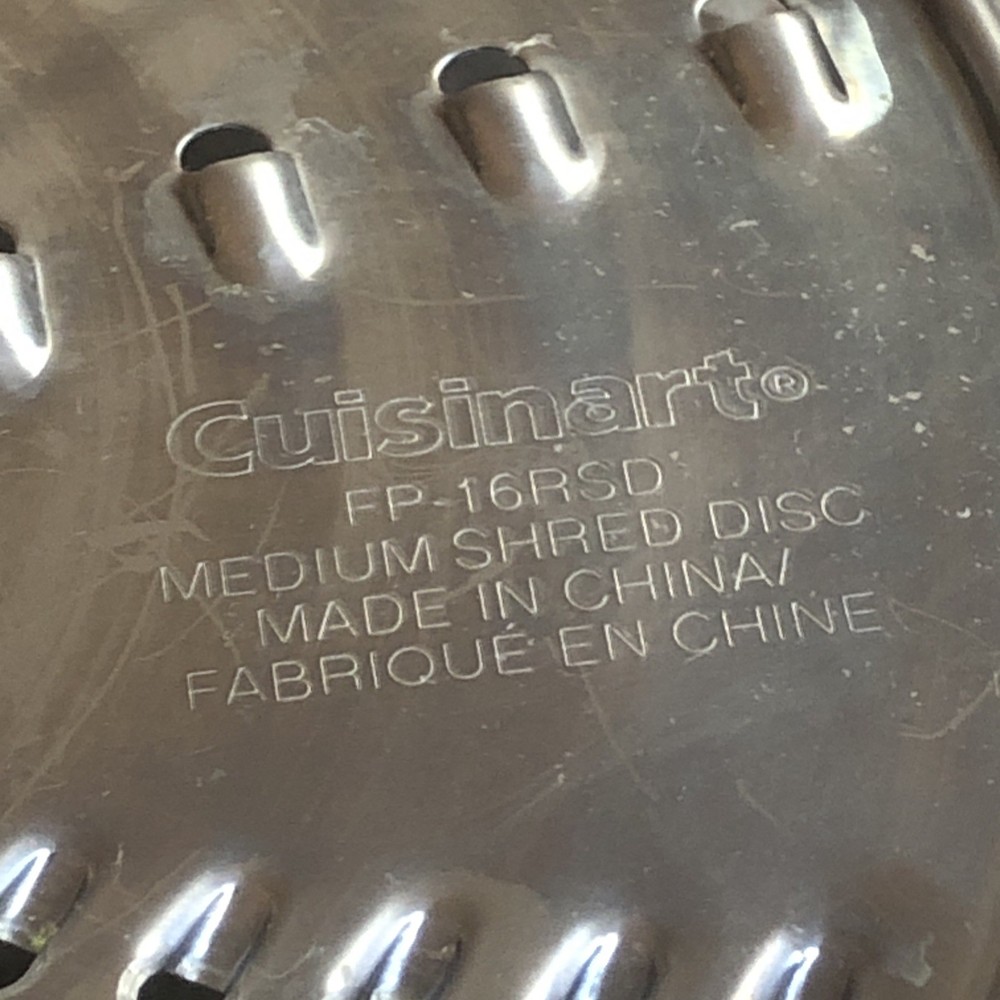 Cuisinart®
FP-16RSD
MEDIUM SHRED DISC
MADE IN CHINA/
FABRIQUÉ EN CHINE